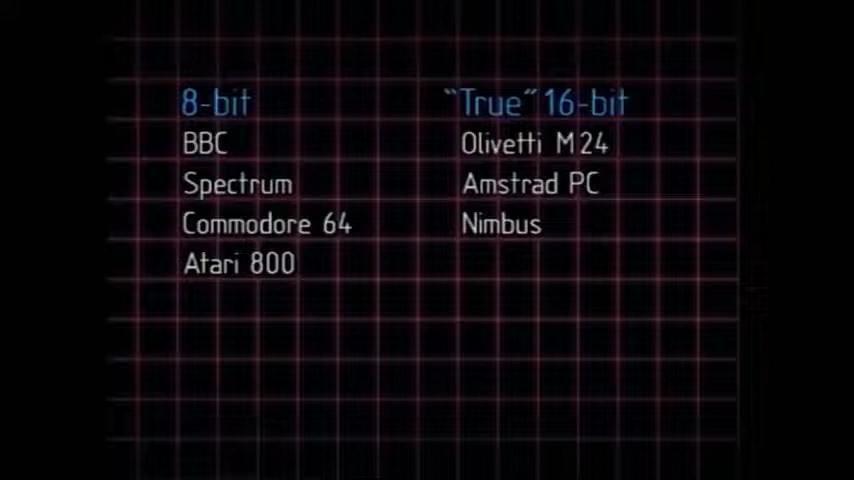 8-bit
BBC
Spectrum
Commodore 64
Atari 800
“True” 16-bit
Olivetti M24
Amstrad PC
Nimbus